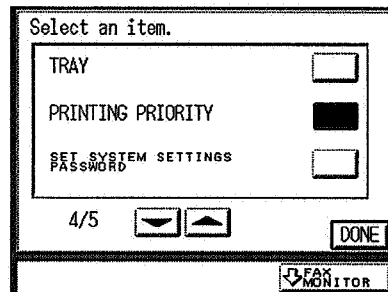 Select an item.
TRAY
PRINTING PRIORITY
SET SYSTEM SETTINGS
PASSWORD
4/5
DONE
FAX
MONITOR